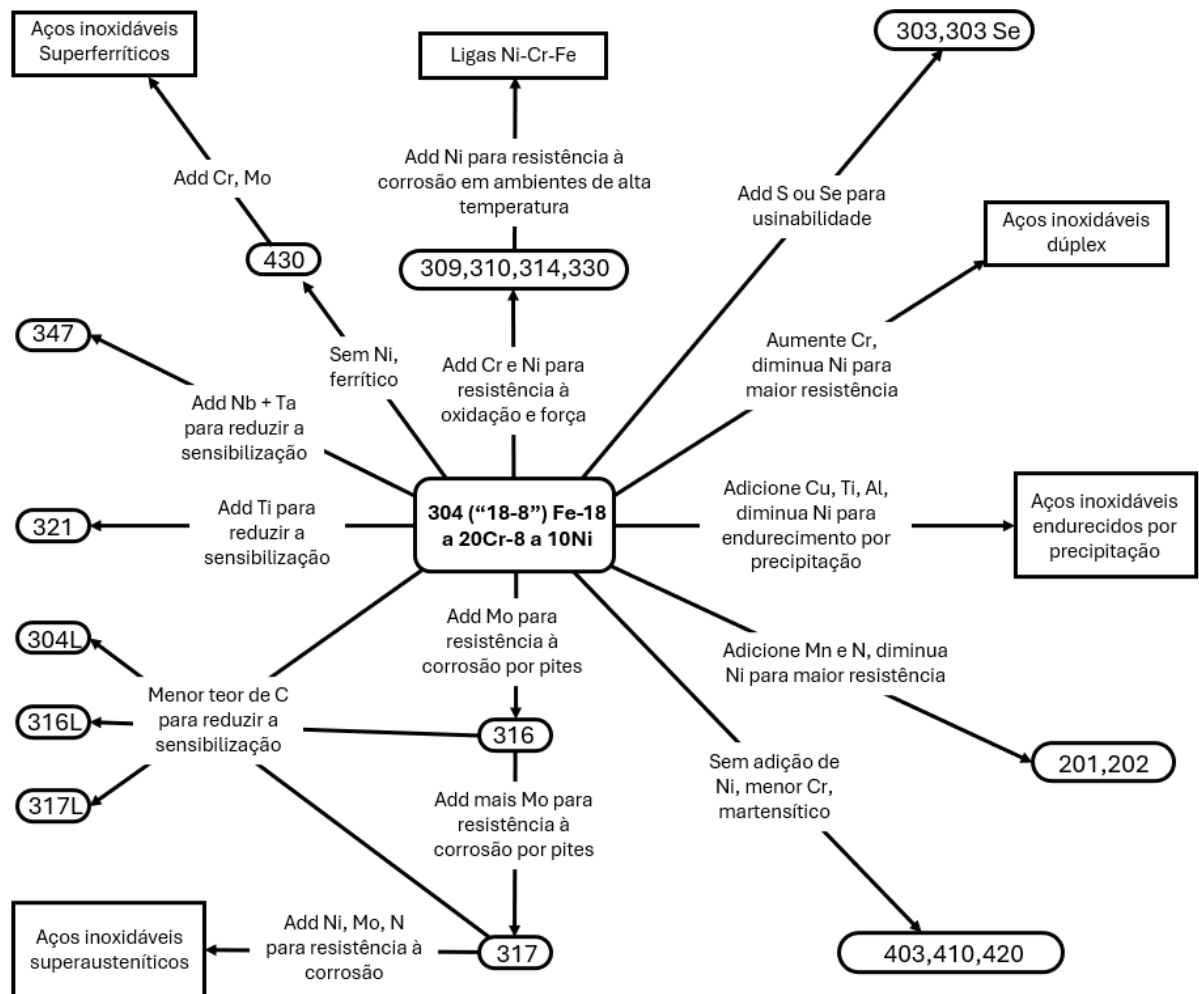 Aços inoxidáveis
Superferríticos
303,303 Se
Ligas Ni-Cr-Fe
Add Ni para resistência à
corrosão em ambientes de alta
temperatura
Add Cr, Mo
Add S ou Se para
usinabilidade
Aços inoxidáveis
dúplex
430
309,310,314,330
347
Sem Ni,
ferrítico
Add Cr e Ni para
resistência à
oxidação e força
Aumente Cr,
diminua Ni para
maior resistência
Add Nb + Ta
para reduzir a
sensibilização
321
Add Ti para
reduzir a
sensibilização
304 (“18-8”) Fe-18
a 20Cr-8 a 10Ni
Adicione Cu, Ti, Al,
diminua Ni para
endurecimento por
precipitação
Aços inoxidáveis
endurecidos por
precipitação
304L
316L
317L
Menor teor de C
para reduzir a
sensibilização
Add Mo para
resistência à
corrosão por pites
Adicione Mn e N, diminua
Ni para maior resistência
316
201,202
Sem adição de
Ni, menor Cr,
martensítico
Add mais Mo para
resistência à
corrosão por pites
Aços inoxidáveis
superausteníticos
Add Ni, Mo, N
para resistência à
corrosão
317
403,410,420